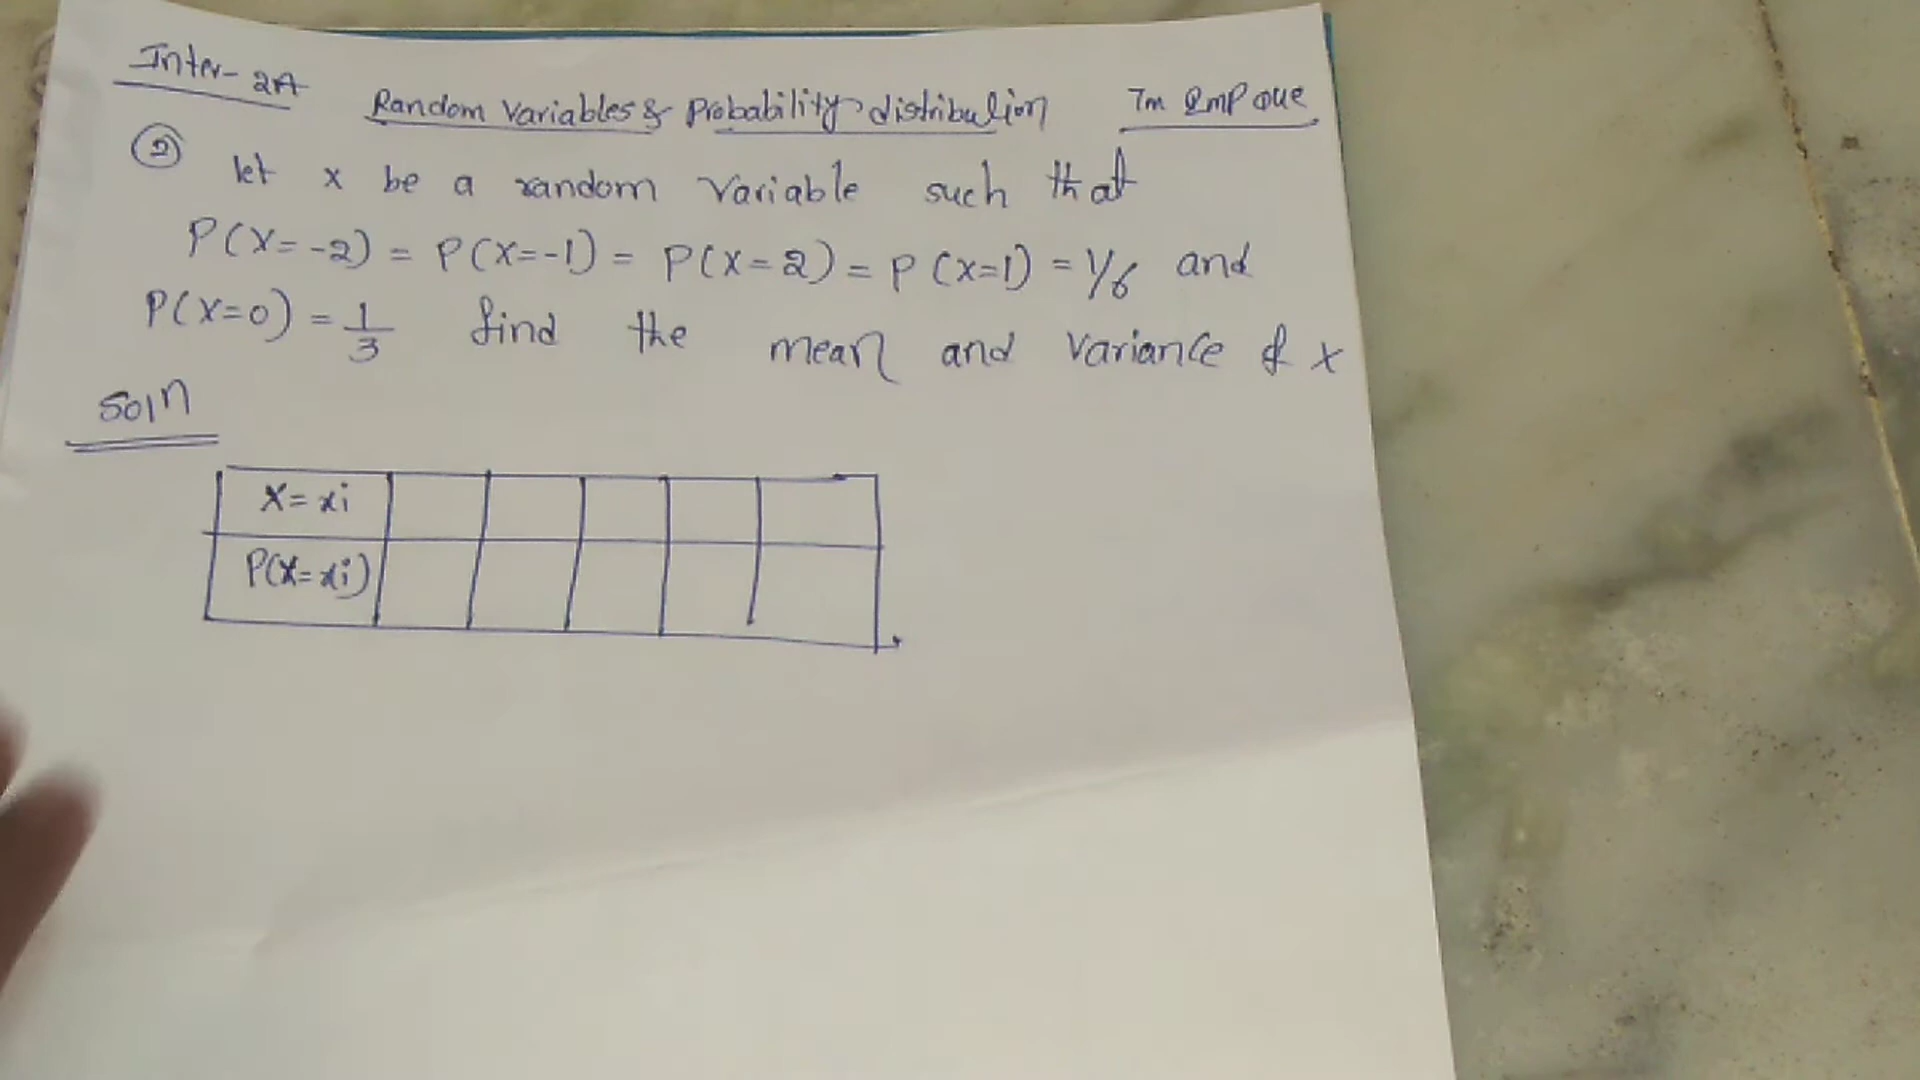 Inter-2A
Random Variables & Probability distribution 7m Imp Que
② let x be a random variable such that
P(X=-2) = P(X=-1) = P(X=2) = P(X=1) = 1/6 and
P(X=0) = 1/3 find the mean and variance of x
Soln
X=xi
P(X=xi)